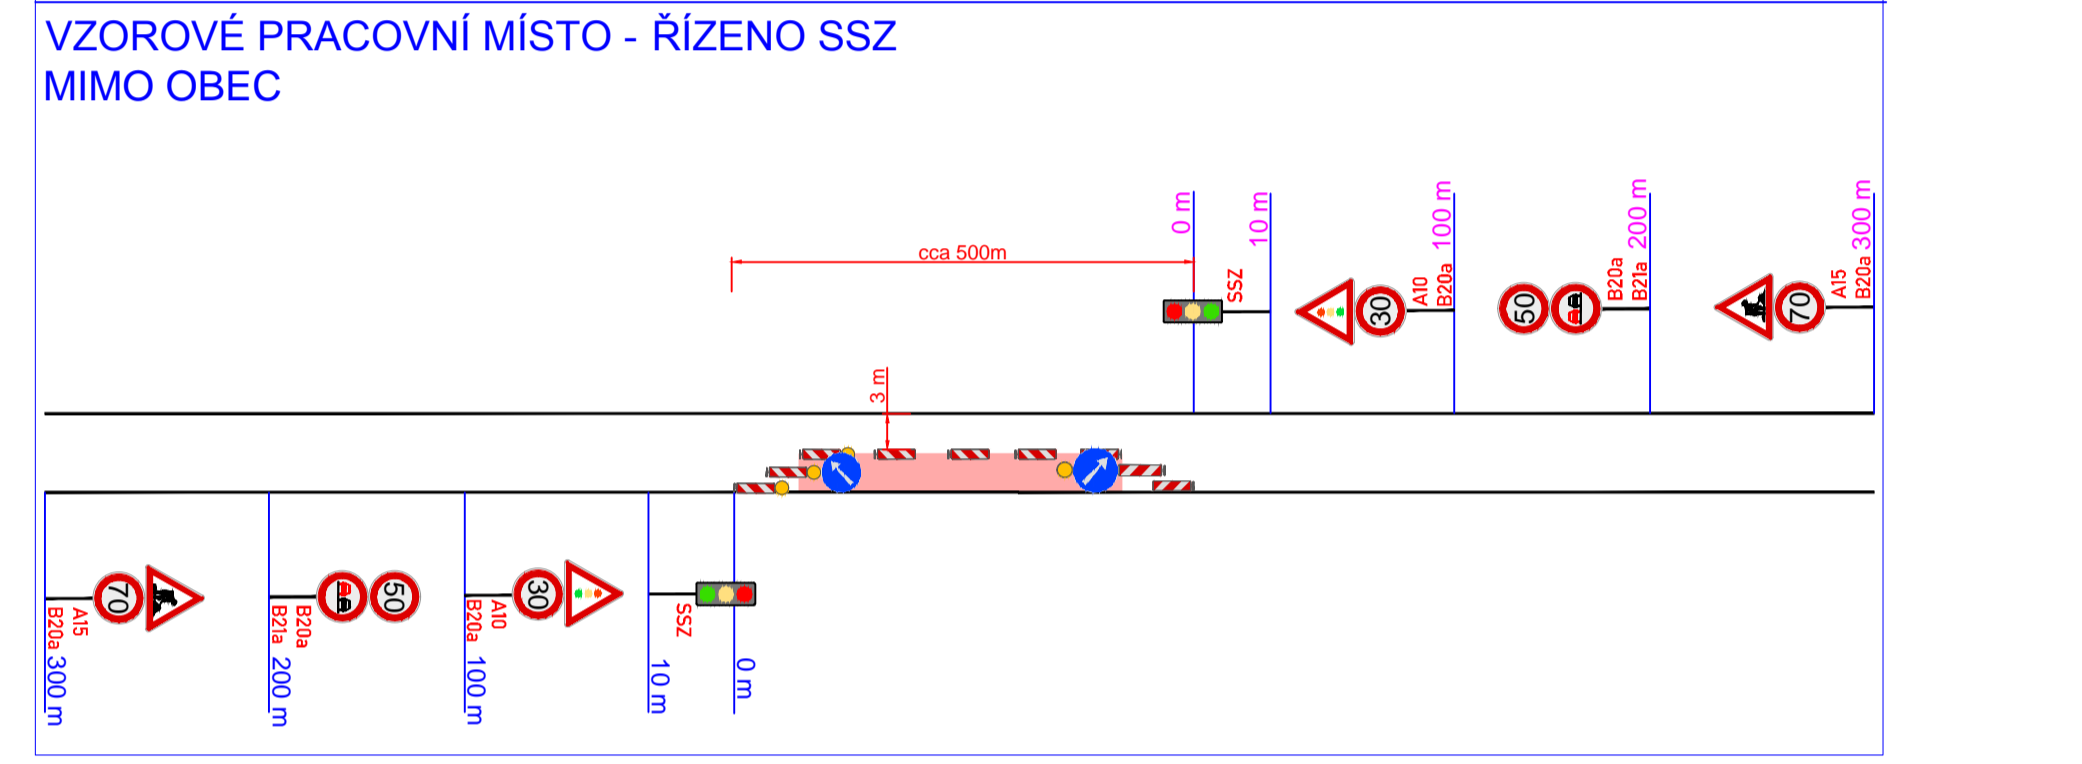 VZOROVÉ PRACOVNÍ MÍSTO - ŘÍZENO SSZ
MIMO OBEC
cca 500m
3 m
0 m
SSZ
10 m
30
A10
B20a
100 m
50
B20a
B21a
200 m
70
A15
B20a
300 m
70
A15
B20a
300 m
50
B20a
B21a
200 m
30
A10
B20a
100 m
SSZ
10 m
0 m